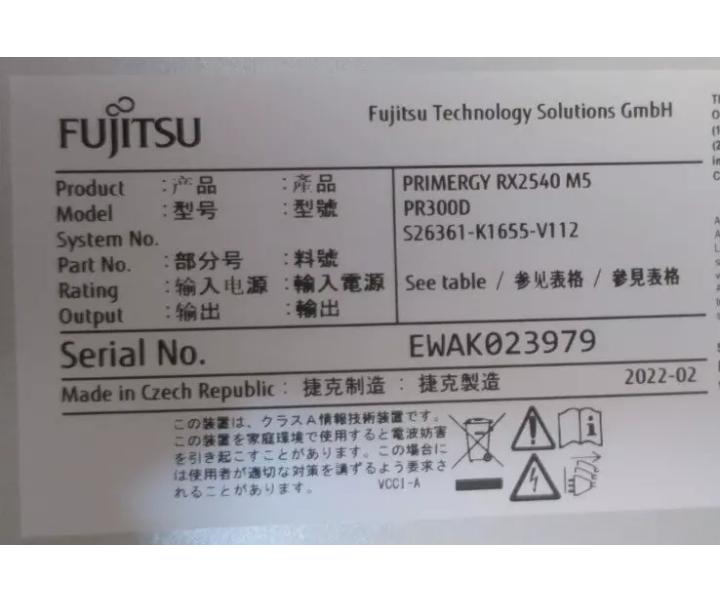 FUJITSU
Fujitsu Technology Solutions GmbH
Product :产品 :產品 PRIMERGY RX2540 M5
Model :型号 :型號 PR300D
System No. S26361-K1655-V112
Part No. :部分号 :料號
Rating :输入电源 :輸入電源 See table / 参见表格 / 參見表格
Output :输出 :輸出
Serial No. EWAK023979
Made in Czech Republic : 捷克制造 : 捷克製造 2022-02
この装置は、クラスA情報技術装置です。
この装置を家庭環境で使用すると電波妨害
を引き起こすことがあります。この場合に
は使用者が適切な対策を講ずるよう要求さ
れることがあります。 VCCI-A